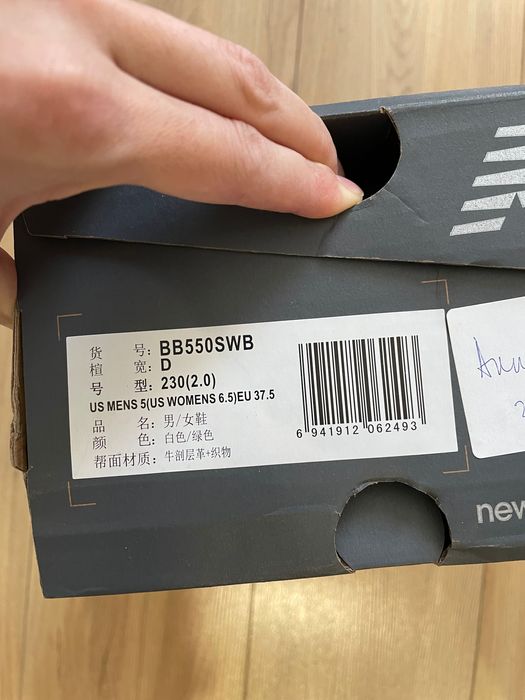 货 号: BB550SWB
楦 宽: D
号 型: 230(2.0)
US MENS 5(US WOMENS 6.5)EU 37.5
品 名: 男/女鞋
颜 色: 白色/绿色
帮面材质: 牛剖层革+织物
6 941912 062493
new